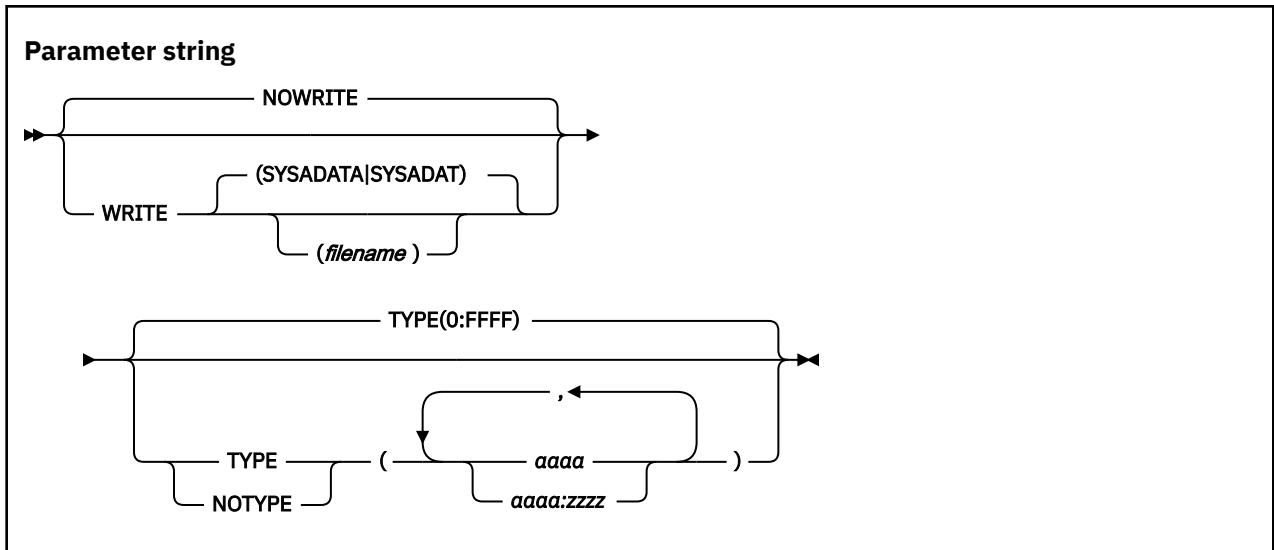 Parameter string
NOWRITE
(SYSADATA|SYSADAT)
WRITE
(filename )
TYPE(0:FFFF)
,
TYPE ( aaaa )
NOTYPE aaaa:zzzz